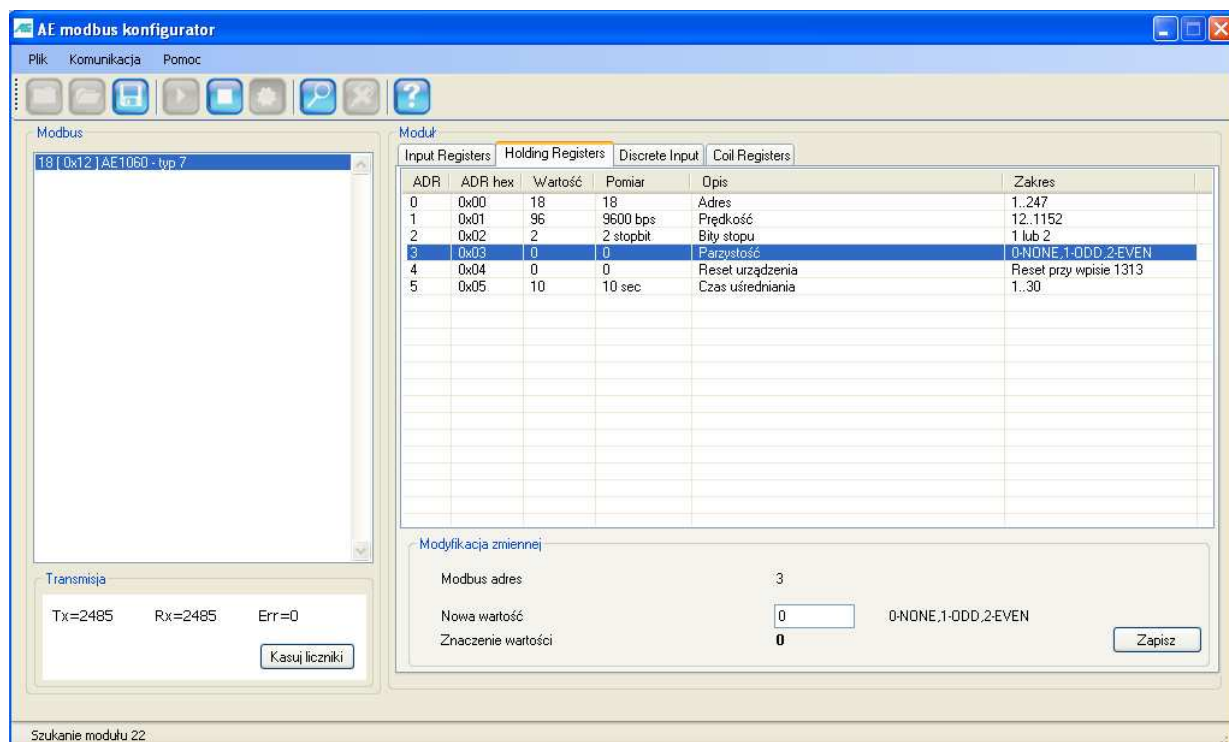 AE modbus konfigurator
Plik Komunikacja Pomoc
Modbus
18 [ 0x12 ] AE1060 - typ 7
Transmisja
Tx=2485 Rx=2485 Err=0
Kasuj liczniki
Moduł
Input Registers Holding Registers Discrete Input Coil Registers
ADR ADR hex Wartość Pomiar Opis Zakres
0 0x00 18 18 Adres 1..247
1 0x01 96 9600 bps Prędkość 12..1152
2 0x02 2 2 stopbit Bity stopu 1 lub 2
3 0x03 0 0 Parzystość 0-NONE,1-ODD,2-EVEN
4 0x04 0 0 Reset urządzenia Reset przy wpisie 1313
5 0x05 10 10 sec Czas uśredniania 1..30
Modyfikacja zmiennej
Modbus adres 3
Nowa wartość 0 0-NONE,1-ODD,2-EVEN
Znaczenie wartości 0
Zapisz
Szukanie modułu 22